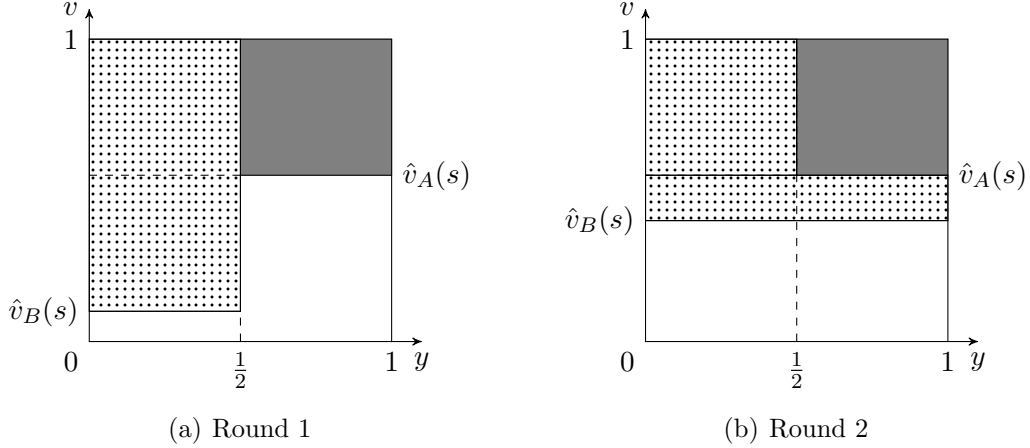 v
1
v̂_A(s)
v̂_B(s)
0
1/2
1
y
(a) Round 1
v
1
v̂_A(s)
v̂_B(s)
0
1/2
1
y
(b) Round 2